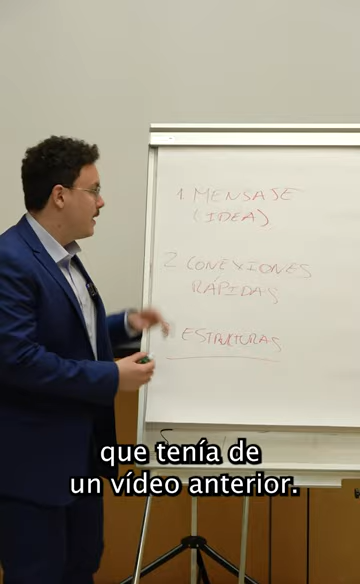 1 MENSAJE
(IDEA)
2 CONEXIONES
RÁPIDAS
ESTRUCTURAS
que tenía de
un vídeo anterior.